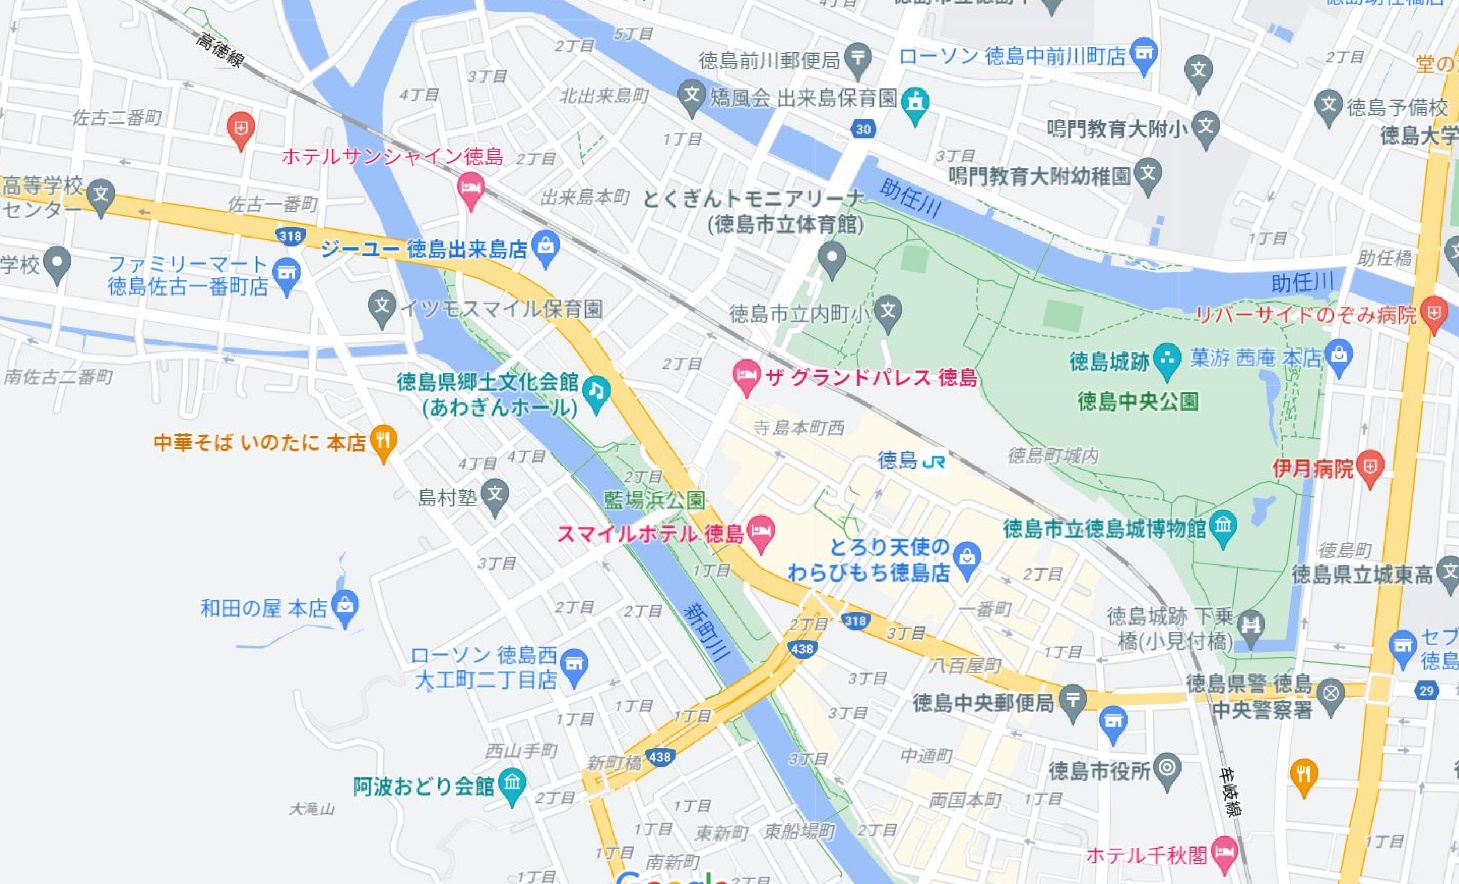 4丁目
5丁目
2丁目
高徳線
徳島前川郵便局
ローソン 徳島中前川町店
2丁目
3丁目
4丁目
北出来島町
矯風会 出来島保育園
徳島予備校
佐古二番町
1丁目
30
鳴門教育大附小
徳島大学
ホテルサンシャイン徳島
2丁目
3丁目
鳴門教育大附幼稚園
高等学校
センター
佐古一番町
出来島本町
とくぎんトモニアリーナ
(徳島市立体育館)
助任川
318
ジーユー 徳島出来島店
1丁目
助任橋
学校
ファミリーマート
徳島佐古一番町店
助任川
イツモスマイル保育園
徳島市立内町小
リバーサイドのぞみ病院
南佐古二番町
2丁目
徳島県郷土文化会館
(あわぎんホール)
ザ グランドパレス 徳島
徳島城跡
菓游 茜庵 本店
徳島中央公園
中華そば いのたに 本店
寺島本町西
徳島
JR
徳島町城内
伊月病院
4丁目
4丁目
2丁目
島村塾
藍場浜公園
スマイルホテル 徳島
徳島市立徳島城博物館
とろり天使の
わらびもち徳島店
徳島町
3丁目
1丁目
2丁目
徳島県立城東高
和田の屋 本店
2丁目
2丁目
新町川
2丁目
318
一番町
徳島城跡 下乗
橋(小見付橋)
3丁目
438
1丁目
セブ
徳島
ローソン 徳島西
大工町二丁目店
3丁目
八百屋町
徳島中央郵便局
徳島県警 徳島
中央警察署
29
1丁目
1丁目
1丁目
3丁目
西山手町
新町橋
438
3丁目
中通町
徳島市役所
牟岐線
阿波おどり会館
2丁目
大滝山
1丁目
両国本町
1丁目
1丁目
東新町
東船場町
2丁目
1丁目
1丁目
南新町
ホテル千秋閣
1丁目
2丁目
Google